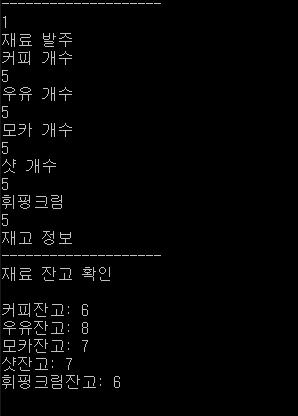 --------------------
1
재료 발주
커피 개수
5
우유 개수
5
모카 개수
5
샷 개수
5
휘핑크림
5
재고 정보
--------------------
재료 잔고 확인
커피잔고: 6
우유잔고: 8
모카잔고: 7
샷잔고: 7
휘핑크림잔고: 6